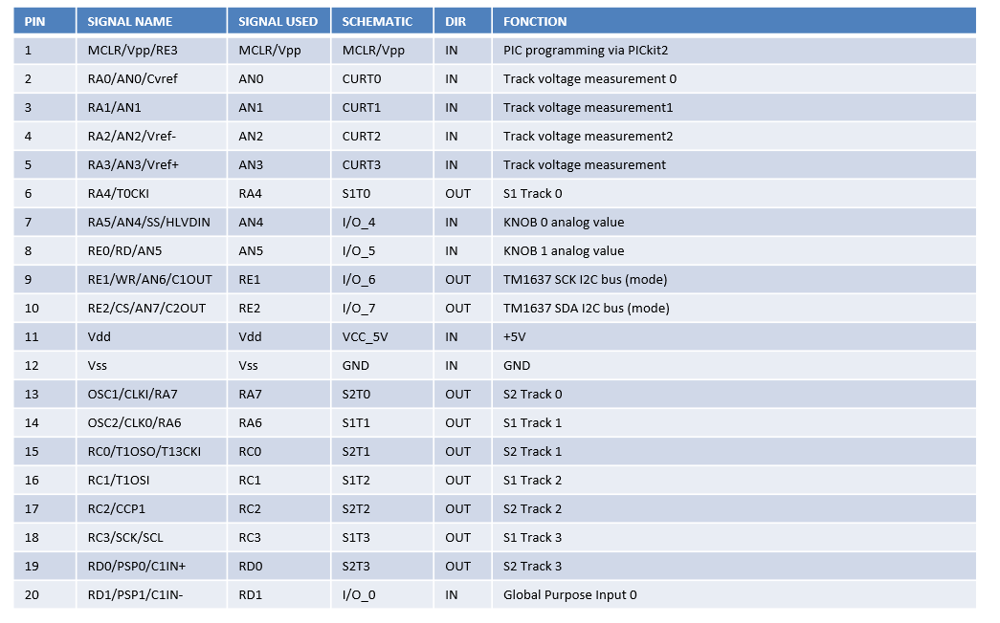 PIN SIGNAL NAME SIGNAL USED SCHEMATIC DIR FONCTION
1 MCLR/Vpp/RE3 MCLR/Vpp MCLR/Vpp IN PIC programming via PICkit2
2 RA0/AN0/Cvref AN0 CURT0 IN Track voltage measurement 0
3 RA1/AN1 AN1 CURT1 IN Track voltage measurement1
4 RA2/AN2/Vref- AN2 CURT2 IN Track voltage measurement2
5 RA3/AN3/Vref+ AN3 CURT3 IN Track voltage measurement
6 RA4/T0CKI RA4 S1T0 OUT S1 Track 0
7 RA5/AN4/SS/HLVDIN AN4 I/O_4 IN KNOB 0 analog value
8 RE0/RD/AN5 AN5 I/O_5 IN KNOB 1 analog value
9 RE1/WR/AN6/C1OUT RE1 I/O_6 OUT TM1637 SCK I2C bus (mode)
10 RE2/CS/AN7/C2OUT RE2 I/O_7 OUT TM1637 SDA I2C bus (mode)
11 Vdd Vdd VCC_5V IN +5V
12 Vss Vss GND IN GND
13 OSC1/CLKI/RA7 RA7 S2T0 OUT S2 Track 0
14 OSC2/CLK0/RA6 RA6 S1T1 OUT S1 Track 1
15 RC0/T1OSO/T13CKI RC0 S2T1 OUT S2 Track 1
16 RC1/T1OSI RC1 S1T2 OUT S1 Track 2
17 RC2/CCP1 RC2 S2T2 OUT S2 Track 2
18 RC3/SCK/SCL RC3 S1T3 OUT S1 Track 3
19 RD0/PSP0/C1IN+ RD0 S2T3 OUT S2 Track 3
20 RD1/PSP1/C1IN- RD1 I/O_0 IN Global Purpose Input 0